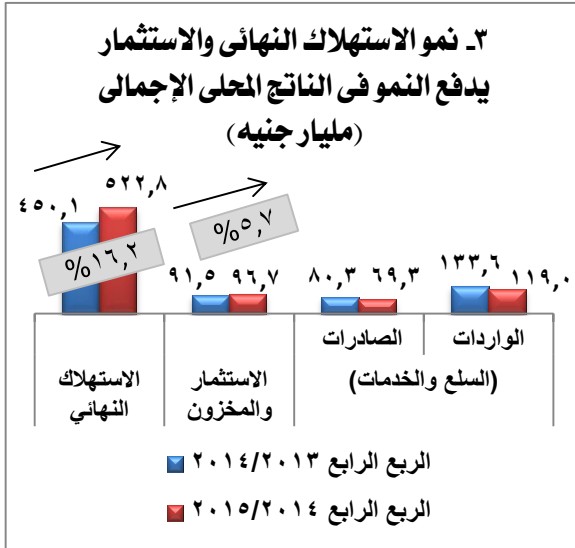 ٣ـ نمو الاستهلاك النهائى والاستثمار
يدفع النمو فى الناتج المحلى الإجمالى
(مليار جنيه)
٤٥٠,١
٥٢٢,٨
%١٦,٢
%٥,٧
٩١,٥
٩٦,٧
٨٠,٣
٦٩,٣
١٣٣,٦
١١٩,٠
الصادرات
الواردات
الاستهلاك
النهائي
الاستثمار
والمخزون
(السلع والخدمات)
الربع الرابع ٢٠١٤/٢٠١٣
الربع الرابع ٢٠١٥/٢٠١٤